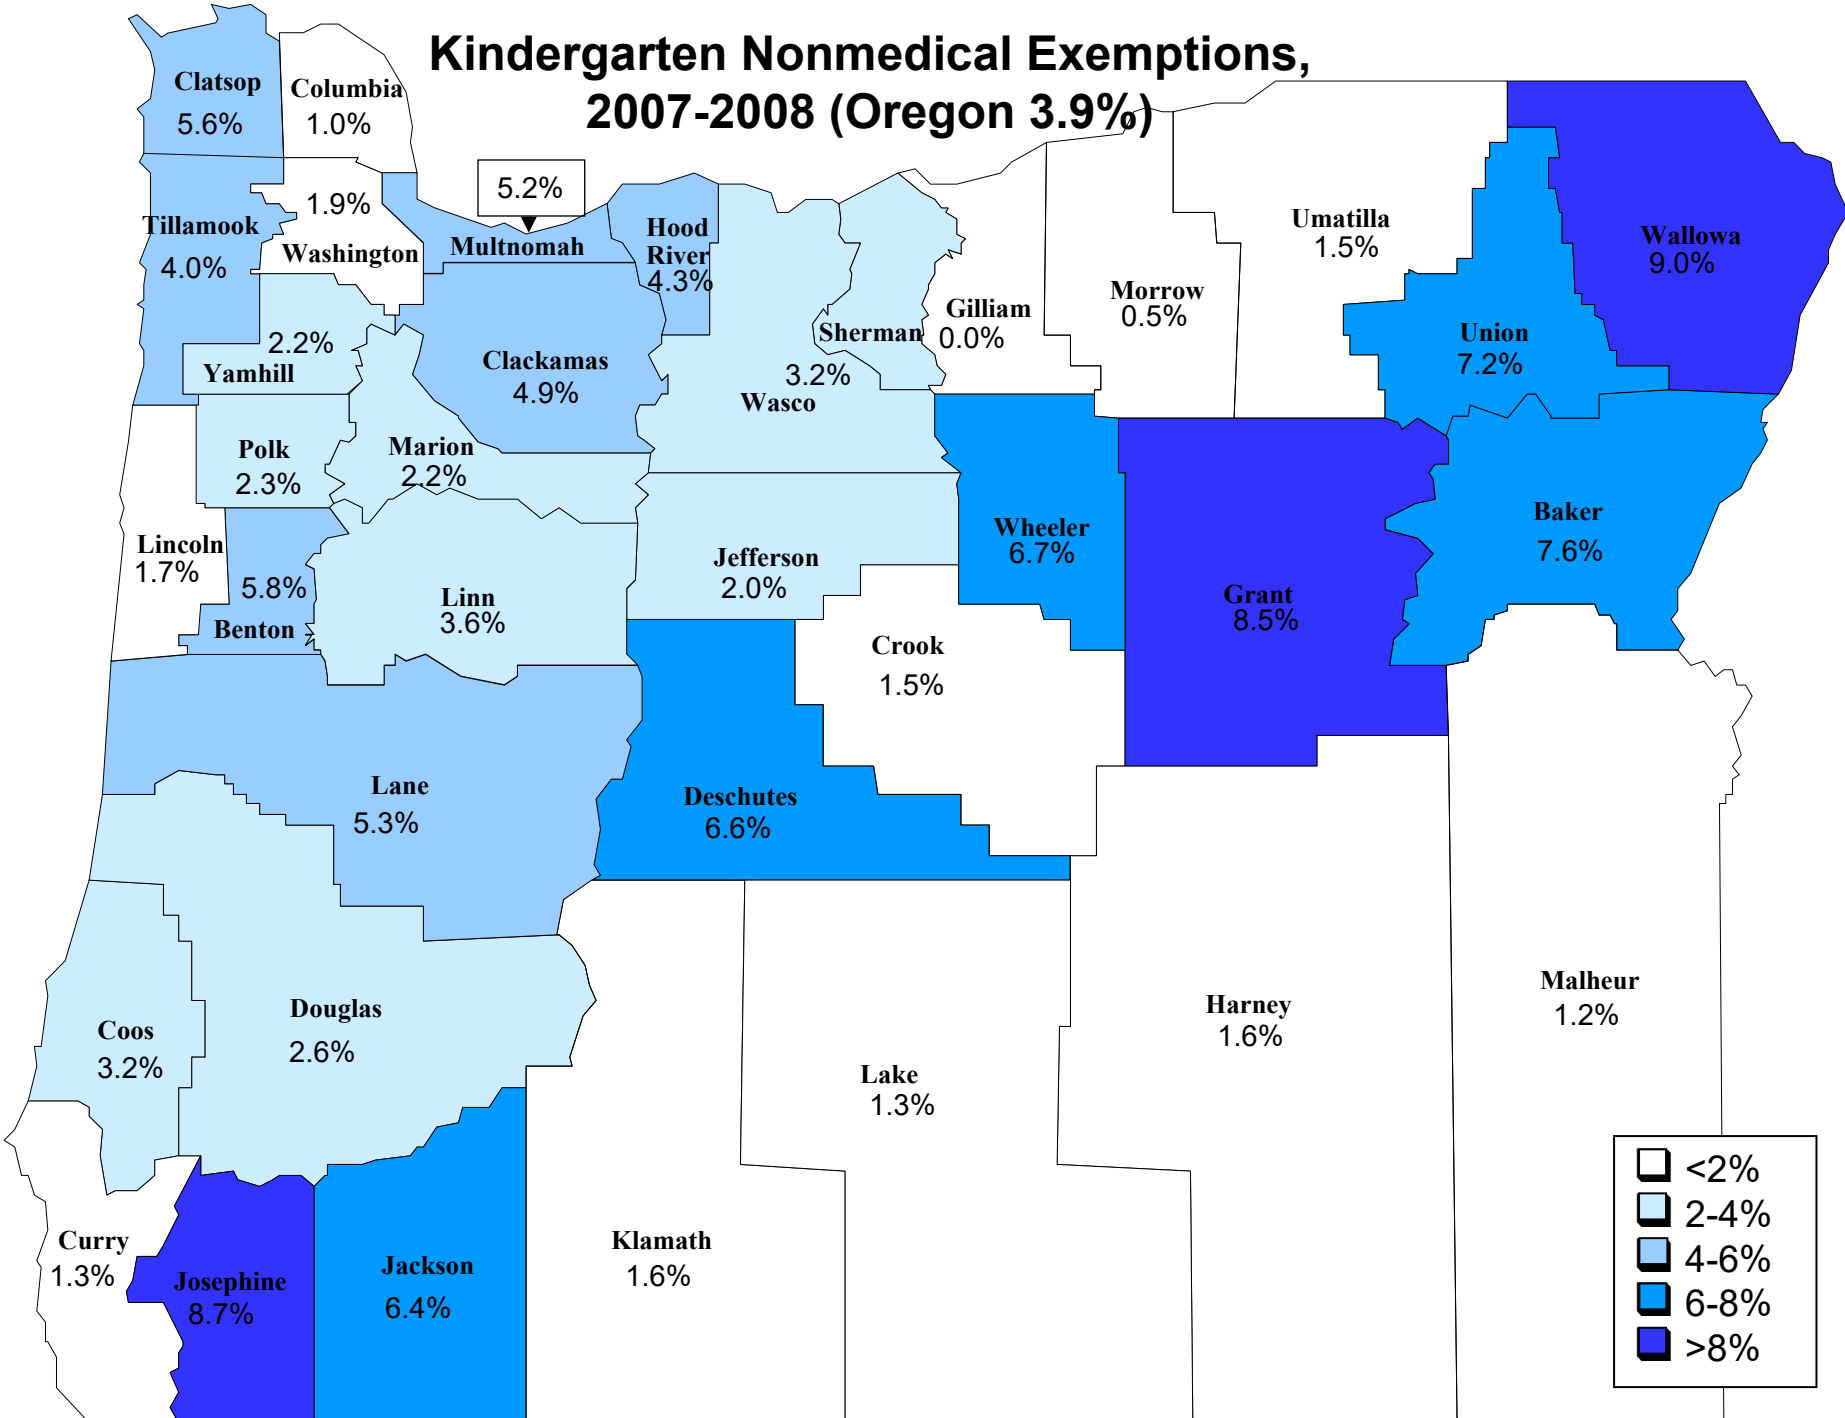 Kindergarten Nonmedical Exemptions,
2007-2008 (Oregon 3.9%)
Clatsop
5.6%
Columbia
1.0%
5.2%
1.9%
Washington
Tillamook
4.0%
Multnomah
Hood
River
4.3%
Umatilla
1.5%
Wallowa
9.0%
Morrow
0.5%
Gilliam
0.0%
Sherman
Union
7.2%
2.2%
Yamhill
Clackamas
4.9%
3.2%
Wasco
Polk
2.3%
Marion
2.2%
Lincoln
1.7%
5.8%
Benton
Linn
3.6%
Jefferson
2.0%
Wheeler
6.7%
Grant
8.5%
Baker
7.6%
Crook
1.5%
Lane
5.3%
Deschutes
6.6%
Coos
3.2%
Douglas
2.6%
Lake
1.3%
Harney
1.6%
Malheur
1.2%
Curry
1.3%
Josephine
8.7%
Jackson
6.4%
Klamath
1.6%
<2%
2-4%
4-6%
6-8%
>8%